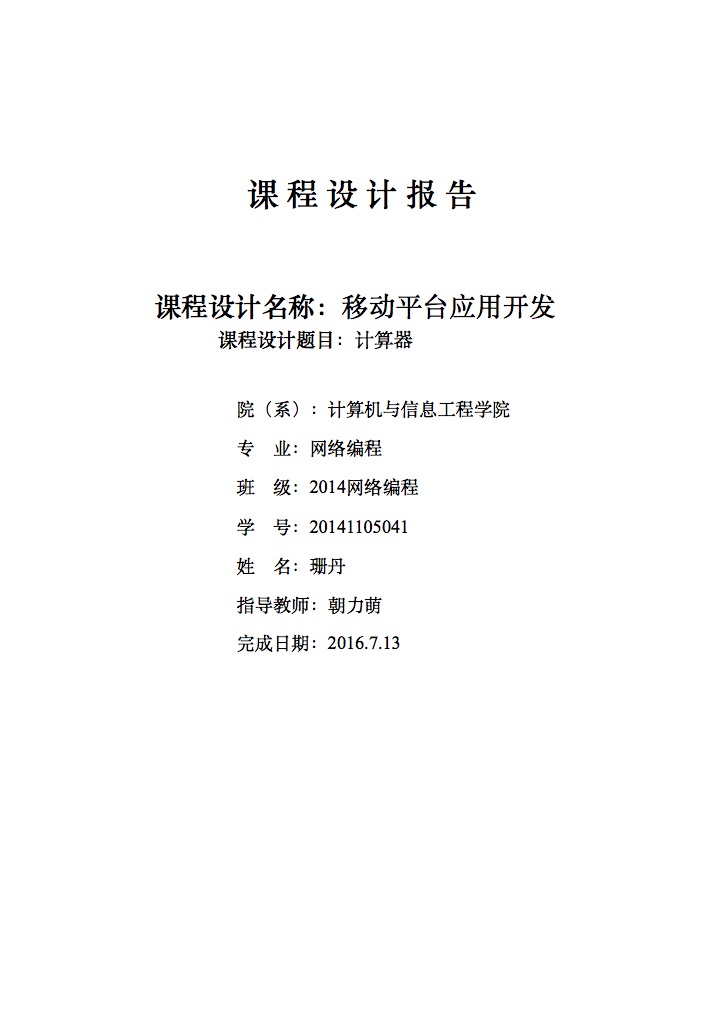 课程设计报告
课程设计名称：移动平台应用开发
课程设计题目：计算器
院（系）：计算机与信息工程学院
专　业：网络编程
班　级：2014网络编程
学　号：20141105041
姓　名：珊丹
指导教师：朝力萌
完成日期：2016.7.13